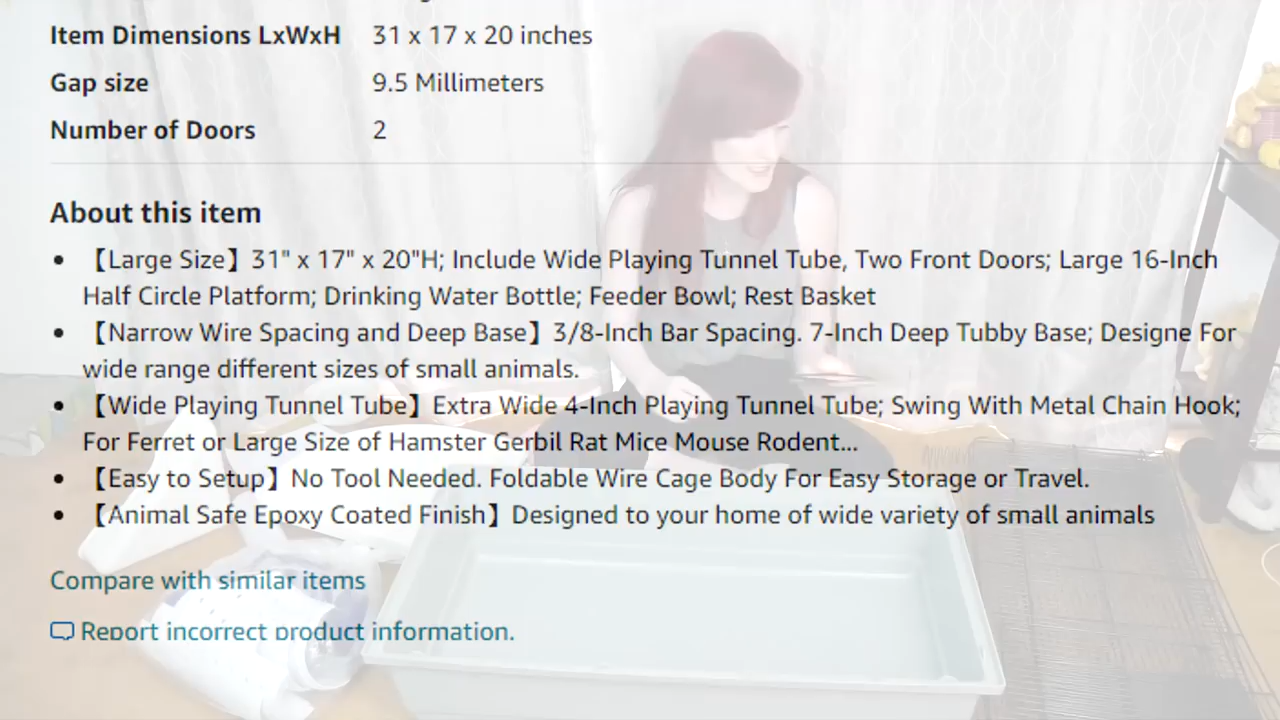 Item Dimensions LxWxH 31 x 17 x 20 inches
Gap size 9.5 Millimeters
Number of Doors 2
About this item
• 【Large Size】31" x 17" x 20"H; Include Wide Playing Tunnel Tube, Two Front Doors; Large 16-Inch
Half Circle Platform; Drinking Water Bottle; Feeder Bowl; Rest Basket
• 【Narrow Wire Spacing and Deep Base】3/8-Inch Bar Spacing. 7-Inch Deep Tubby Base; Designe For
wide range different sizes of small animals.
• 【Wide Playing Tunnel Tube】Extra Wide 4-Inch Playing Tunnel Tube; Swing With Metal Chain Hook;
For Ferret or Large Size of Hamster Gerbil Rat Mice Mouse Rodent...
• 【Easy to Setup】No Tool Needed. Foldable Wire Cage Body For Easy Storage or Travel.
• 【Animal Safe Epoxy Coated Finish】Designed to your home of wide variety of small animals
Compare with similar items
Report incorrect product information.